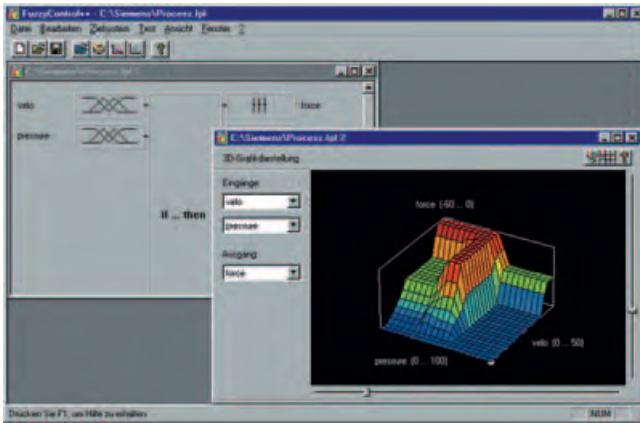 FuzzyControl++ - C:\Siemens\Process.fpl
Datei Bearbeiten Zielsystem Test Ansicht Fenster ?
C:\Siemens\Process.fpl:1
velo
force
pressure
If ... then
C:\Siemens\Process.fpl:2
3D-Grafikdarstellung
Eingänge:
velo
pressure
Ausgang:
force
force (-60 ... 0)
velo (0 ... 50)
pressure (0 ... 100)
Drücken Sie F1, um Hilfe zu erhalten.
NUM